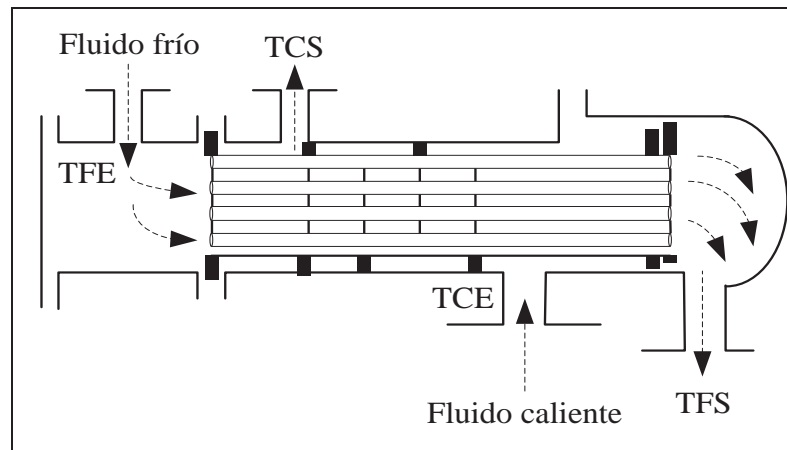 Fluido frío
TCS
TFE
TCE
Fluido caliente
TFS